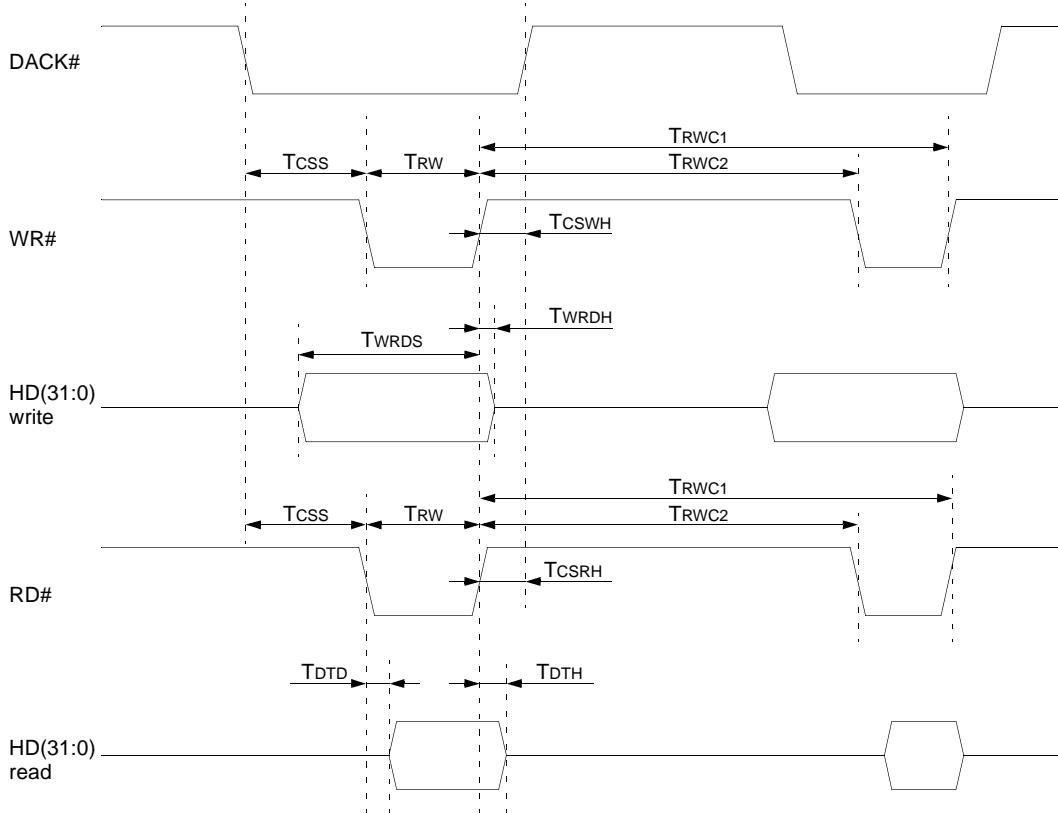 DACK#
TRWC1
TCSS TRW TRWC2
WR#
TCSWH
TWRDH
TWRDS
HD(31:0)
write
TRWC1
TCSS TRW TRWC2
TCSRH
RD#
TDTD TDTH
HD(31:0)
read